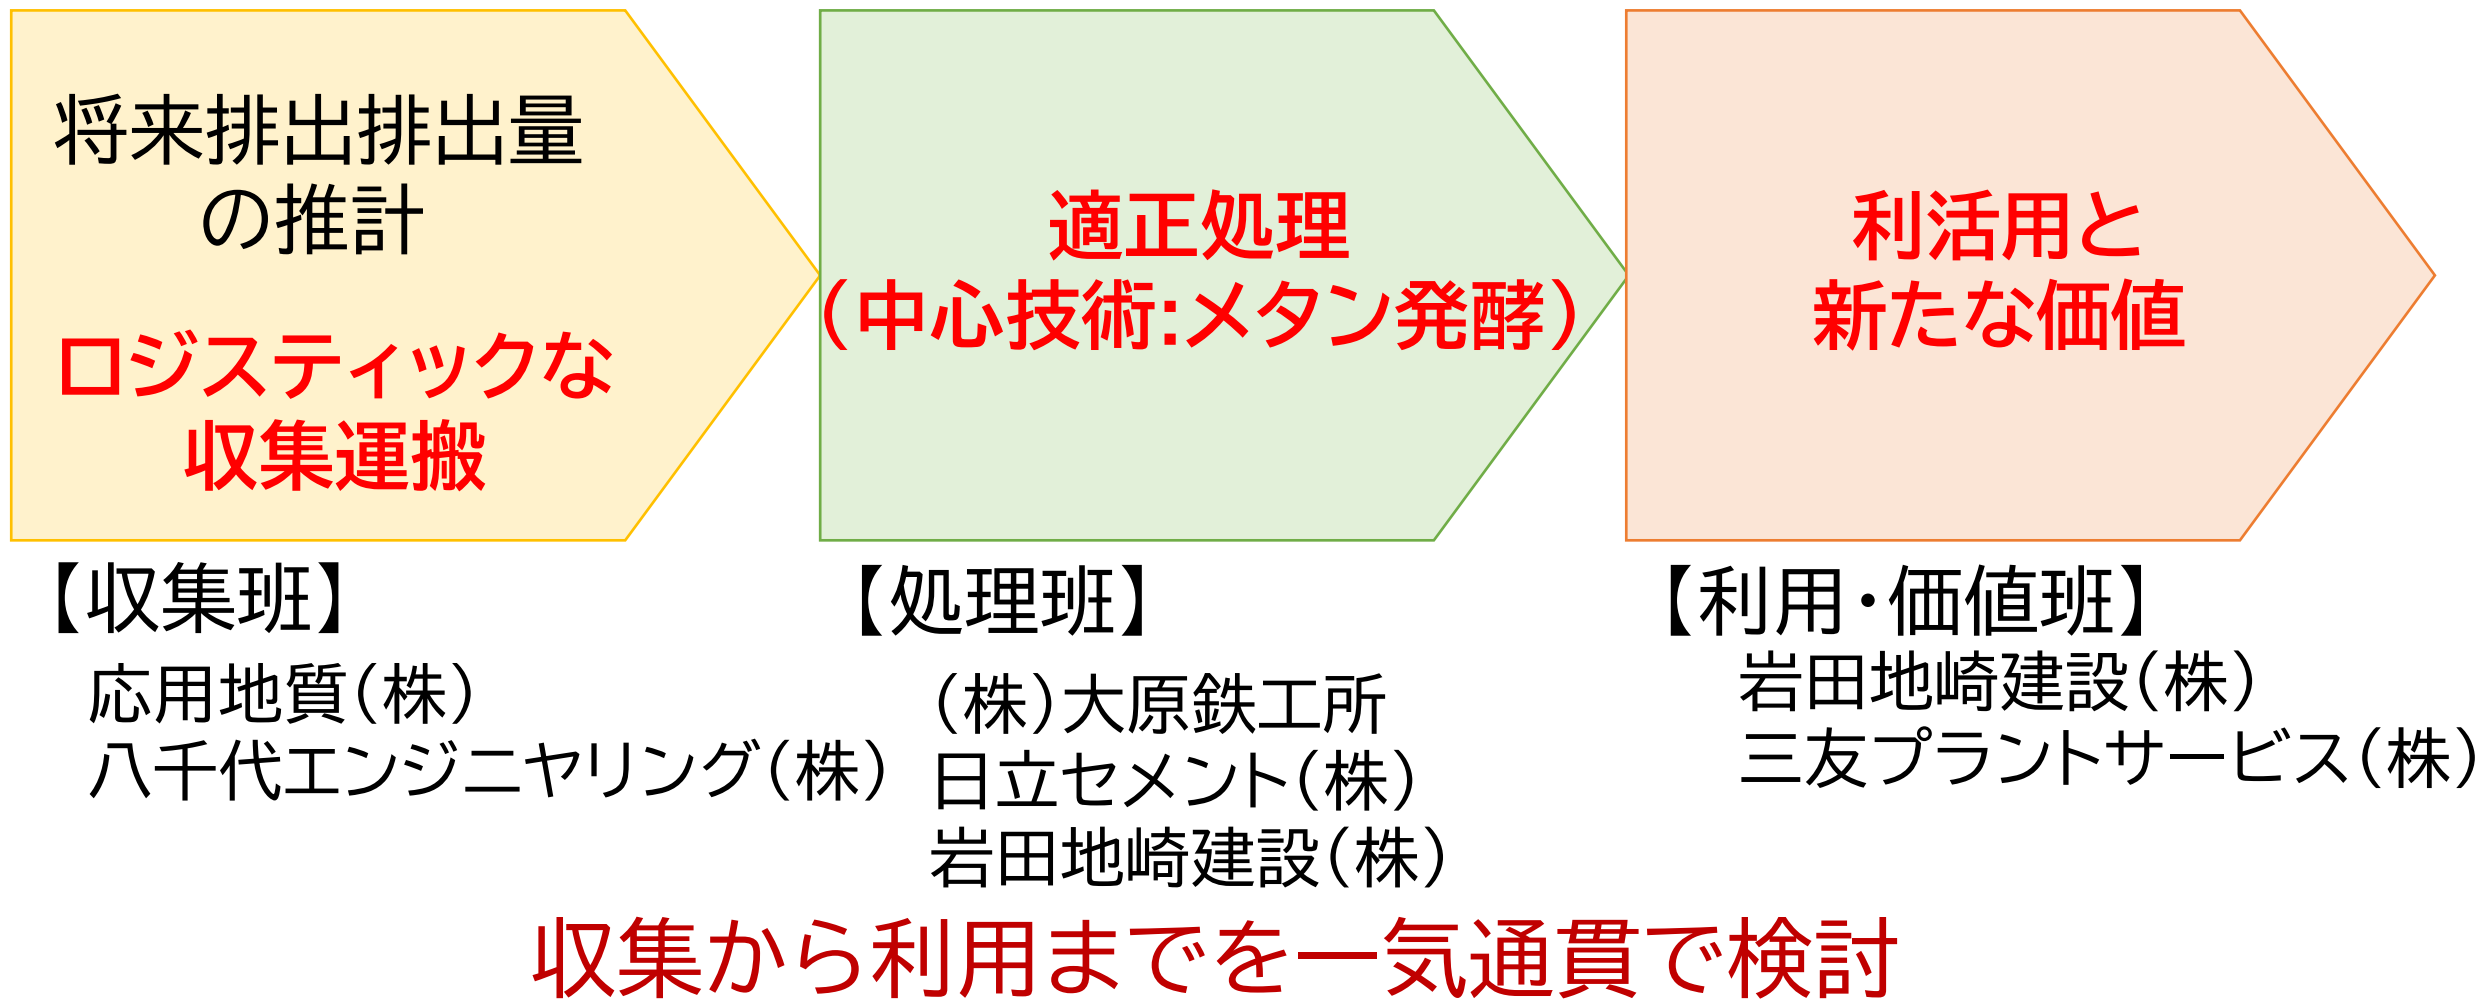 将来排出排出量
の推計
ロジスティックな
収集運搬
適正処理
（中心技術：メタン発酵）
利活用と
新たな価値
【収集班】
応用地質（株）
八千代エンジニヤリング（株）
【処理班】
（株）大原鉄工所
日立セメント（株）
岩田地崎建設（株）
【利用・価値班】
岩田地崎建設（株）
三友プラントサービス（株）
収集から利用までを一気通貫で検討